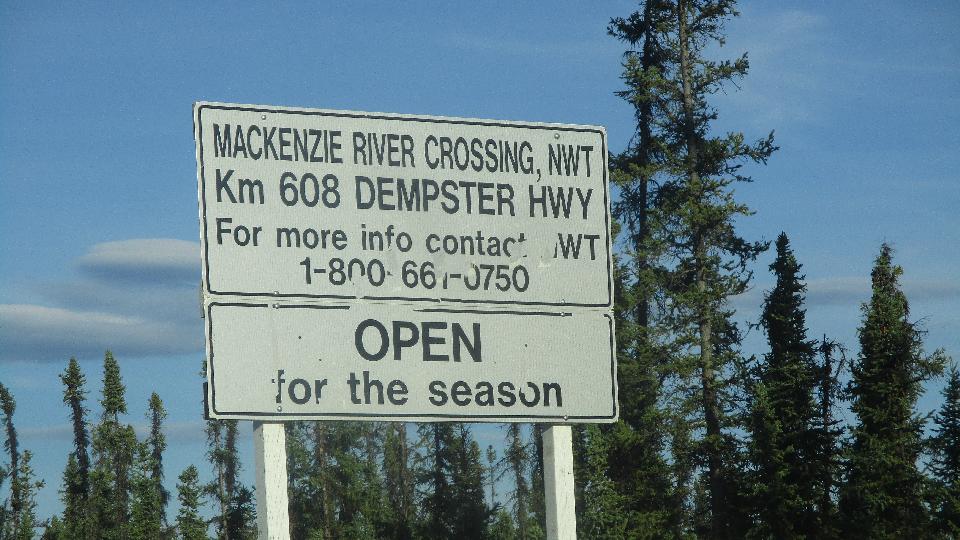 MACKENZIE RIVER CROSSING, NWT
Km 608 DEMPSTER HWY
For more info contact NWT
1-800-661-0750
OPEN
for the season